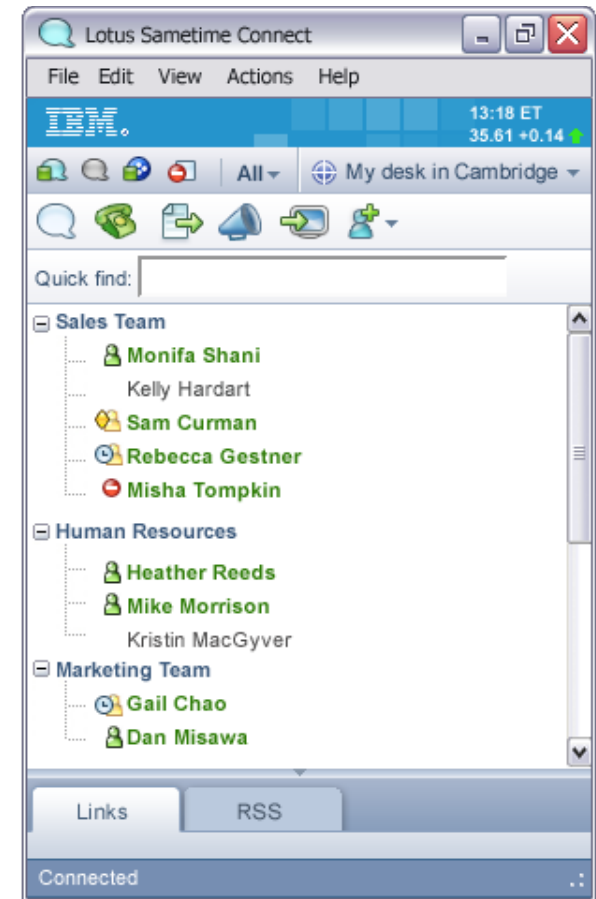 Lotus Sametime Connect
File Edit View Actions Help
IBM.
13:18 ET
35.61 +0.14
All
My desk in Cambridge
Quick find:
Sales Team
Monifa Shani
Kelly Hardart
Sam Curman
Rebecca Gestner
Misha Tompkin
Human Resources
Heather Reeds
Mike Morrison
Kristin MacGyver
Marketing Team
Gail Chao
Dan Misawa
Links RSS
Connected